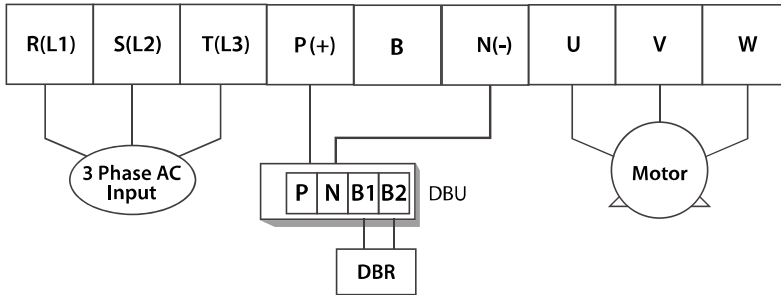 R(L1) S(L2) T(L3) P(+) B N(-) U V W
3 Phase AC
Input
P N B1 B2 DBU
Motor
DBR